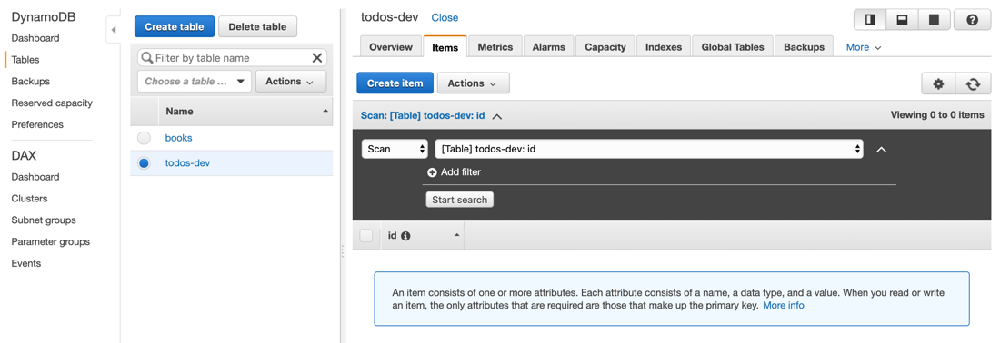 DynamoDB
Dashboard
Tables
Backups
Reserved capacity
Preferences
DAX
Dashboard
Clusters
Subnet groups
Parameter groups
Events
Create table
Delete table
Filter by table name
Choose a table ...
Actions
Name
books
todos-dev
todos-dev Close
Overview Items Metrics Alarms Capacity Indexes Global Tables Backups More
Create item Actions
Scan: [Table] todos-dev: id Viewing 0 to 0 items
Scan [Table] todos-dev: id
Add filter
Start search
id
An item consists of one or more attributes. Each attribute consists of a name, a data type, and a value. When you read or write
an item, the only attributes that are required are those that make up the primary key. More info